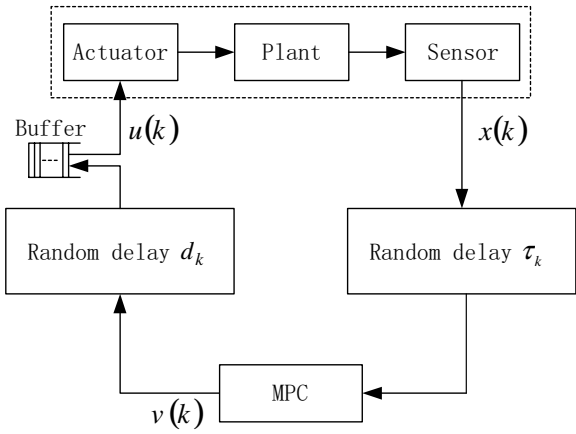 Actuator
Plant
Sensor
Buffer
u(k)
x(k)
Random delay d_k
Random delay τ_k
MPC
v(k)